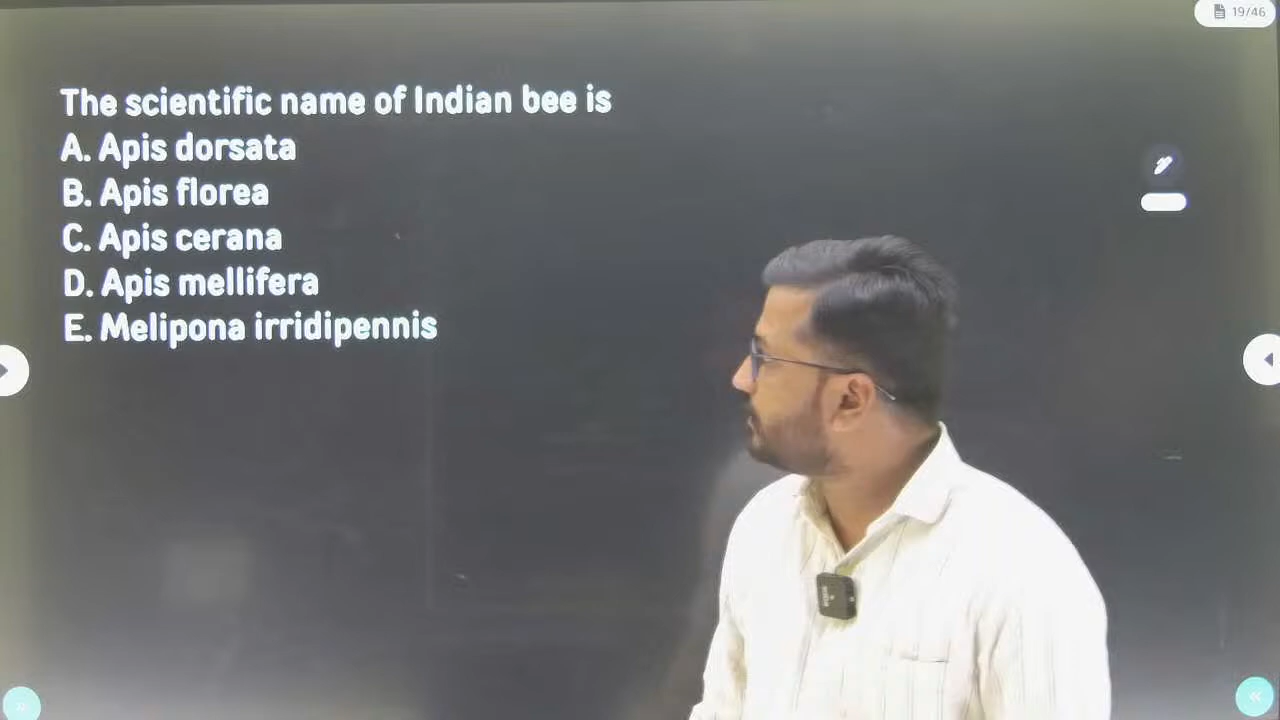 19/46
The scientific name of Indian bee is
A. Apis dorsata
B. Apis florea
C. Apis cerana
D. Apis mellifera
E. Melipona irridipennis